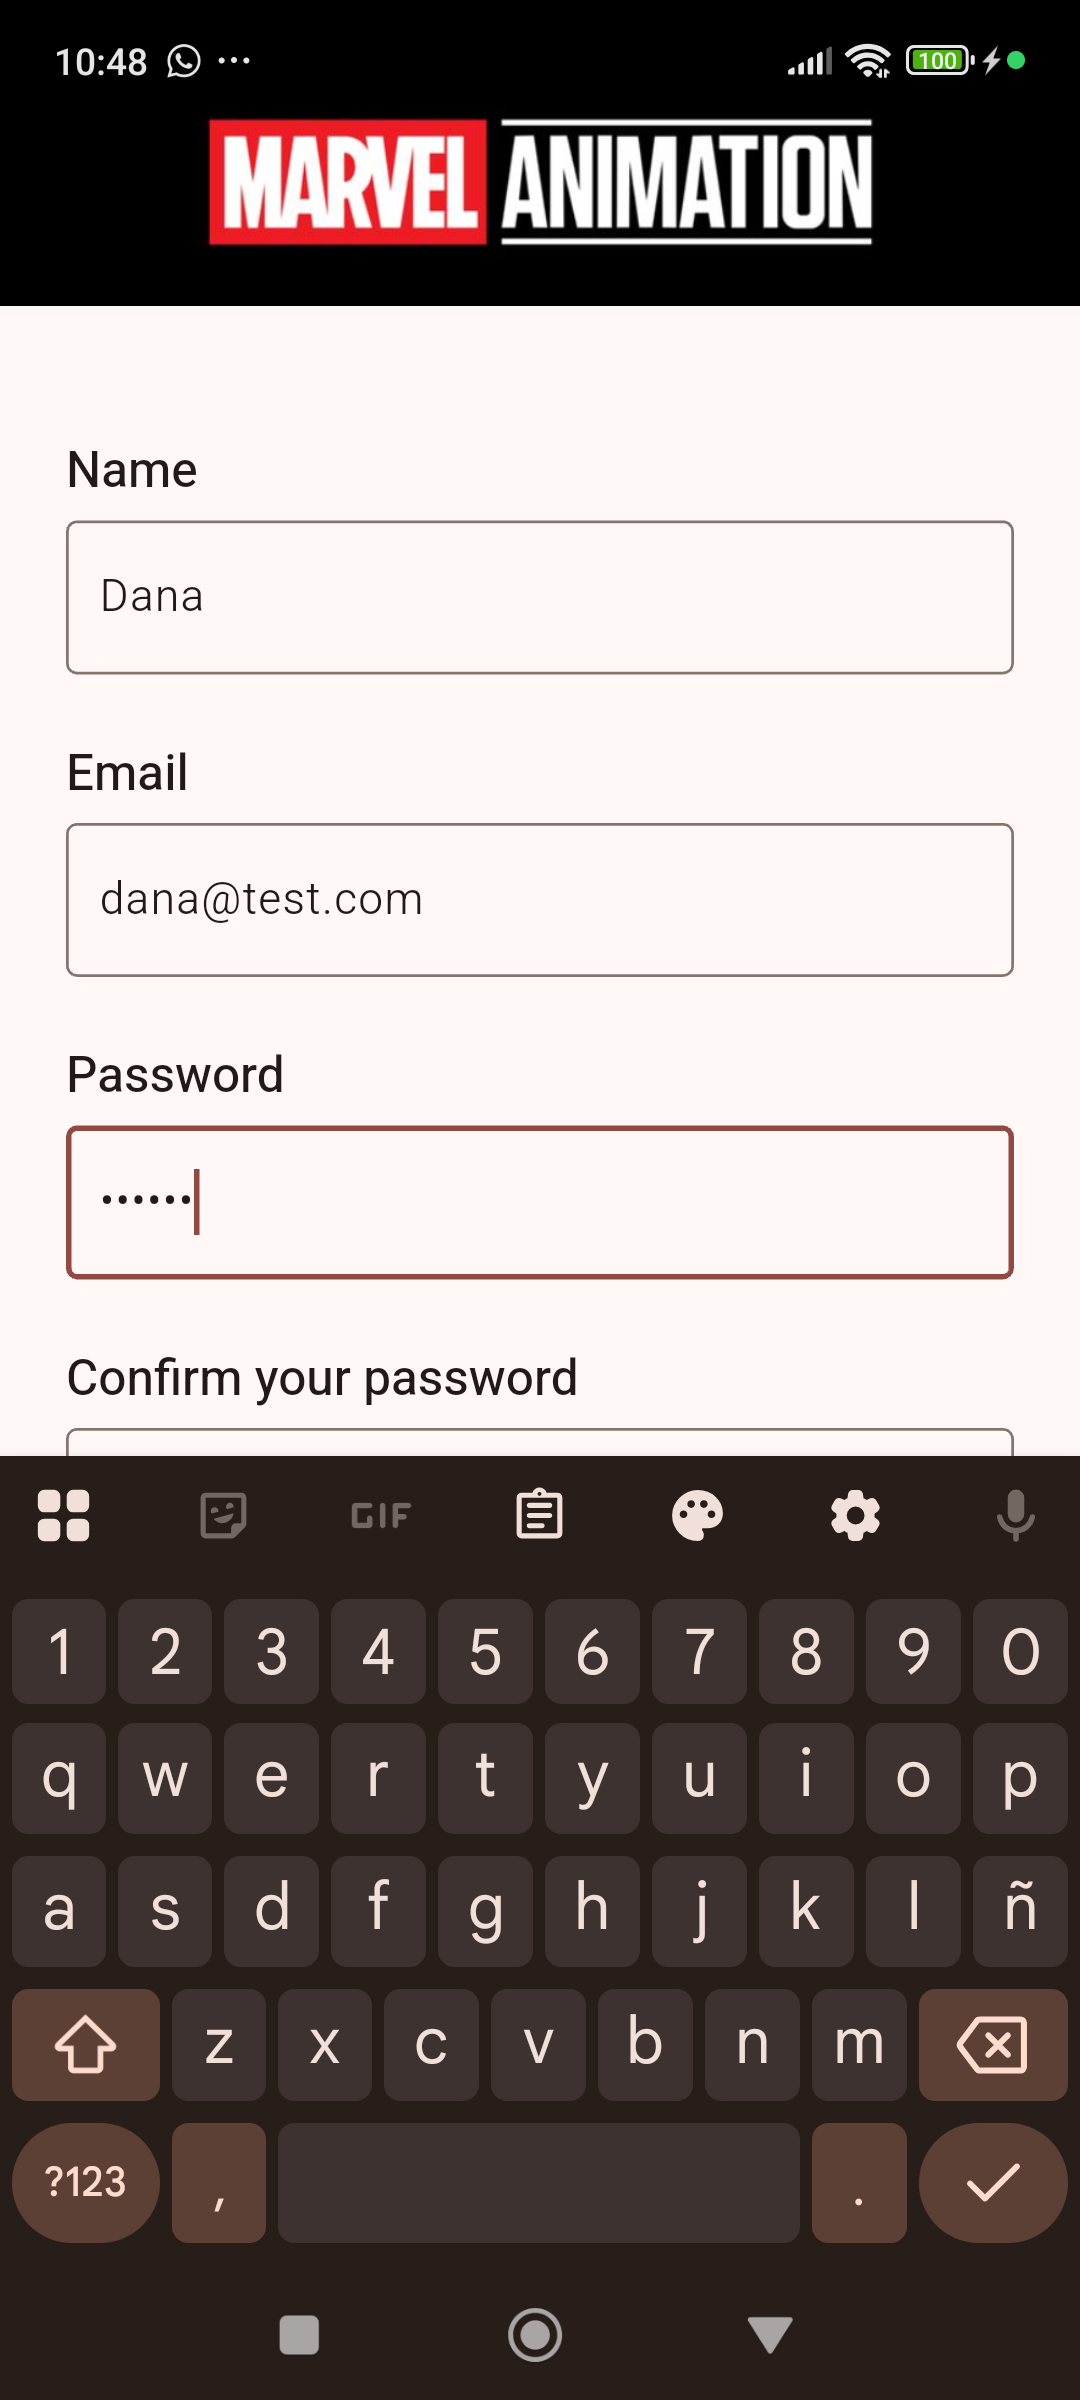 10:48
100
MARVEL ANIMATION
Name
Dana
Email
dana@test.com
Password
••••••
Confirm your password
GIF
1 2 3 4 5 6 7 8 9 0
q w e r t y u i o p
a s d f g h j k l ñ
z x c v b n m
?123 , .